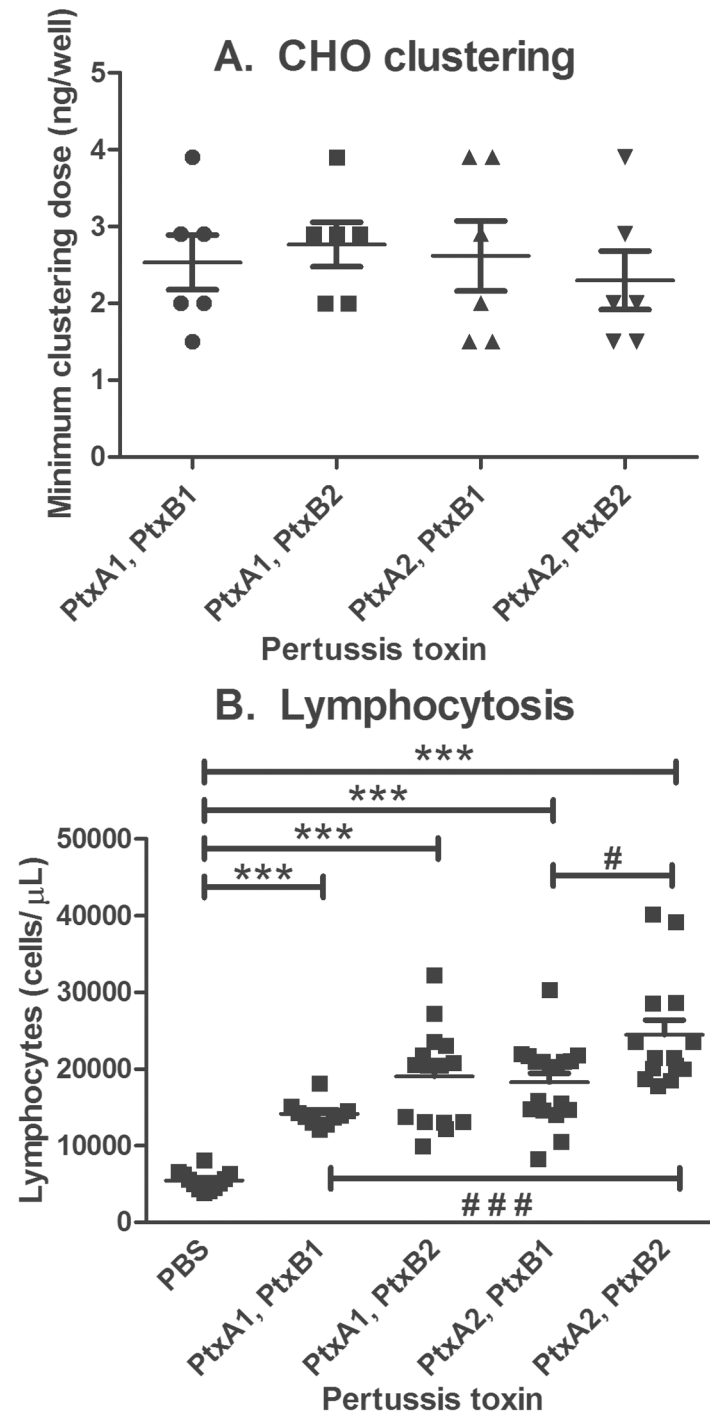 A. CHO clustering
Minimum clustering dose (ng/well)
5
4
3
2
1
0
PtxA1, PtxB1
PtxA1, PtxB2
PtxA2, PtxB1
PtxA2, PtxB2
Pertussis toxin
B. Lymphocytosis
***
***
***
***
#
Lymphocytes (cells/μL)
50000
40000
30000
20000
10000
0
###
PBS
PtxA1, PtxB1
PtxA1, PtxB2
PtxA2, PtxB1
PtxA2, PtxB2
Pertussis toxin